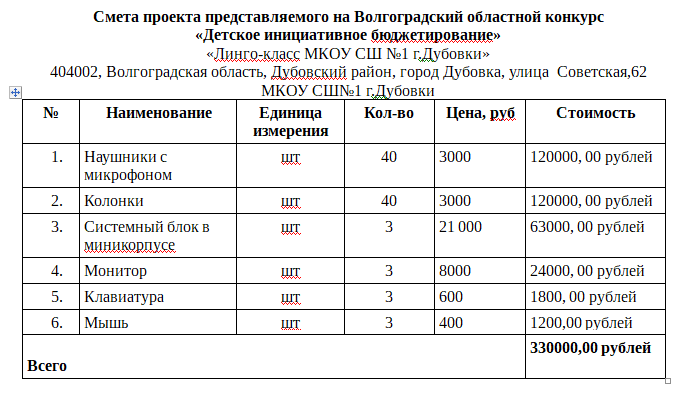 Смета проекта представляемого на Волгоградский областной конкурс
«Детское инициативное бюджетирование»
«Линго-класс МКОУ СШ №1 г.Дубовки»
404002, Волгоградская область, Дубовский район, город Дубовка, улица Советская,62
МКОУ СШ№1 г.Дубовки
№ Наименование Единица измерения Кол-во Цена, руб Стоимость
1. Наушники с микрофоном шт 40 3000 120000, 00 рублей
2. Колонки шт 40 3000 120000, 00 рублей
3. Системный блок в миникорпусе шт 3 21 000 63000, 00 рублей
4. Монитор шт 3 8000 24000, 00 рублей
5. Клавиатура шт 3 600 1800, 00 рублей
6. Мышь шт 3 400 1200,00 рублей
Всего 330000,00 рублей